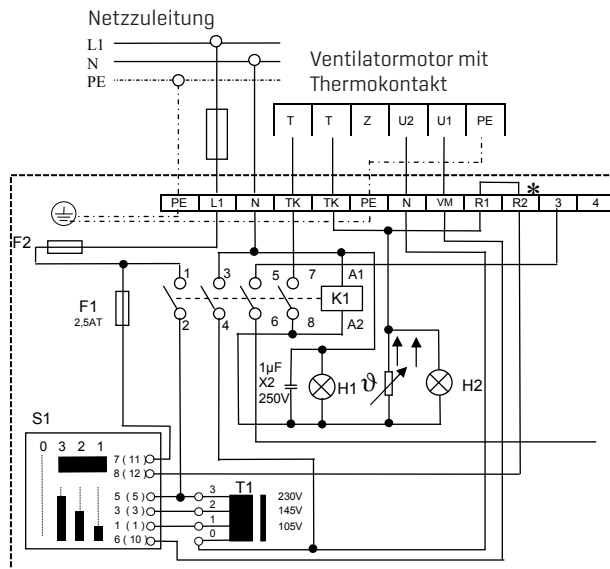 Netzzuleitung
L1
N
PE
Ventilatormotor mit
Thermokontakt
T T Z U2 U1 PE
PE L1 N TK TK PE N VM R1 R2 * 3 4
F2
F1
2,5AT
1 3 5 7 A1
K1
2 4 6 8 A2
1µF
X2
250V
H1
ϑ
H2
S1
0 3 2 1
7 (11)
8 (12)
5 (5)
3 (3)
1 (1)
6 (10)
T1
3 230V
2 145V
1 105V
0